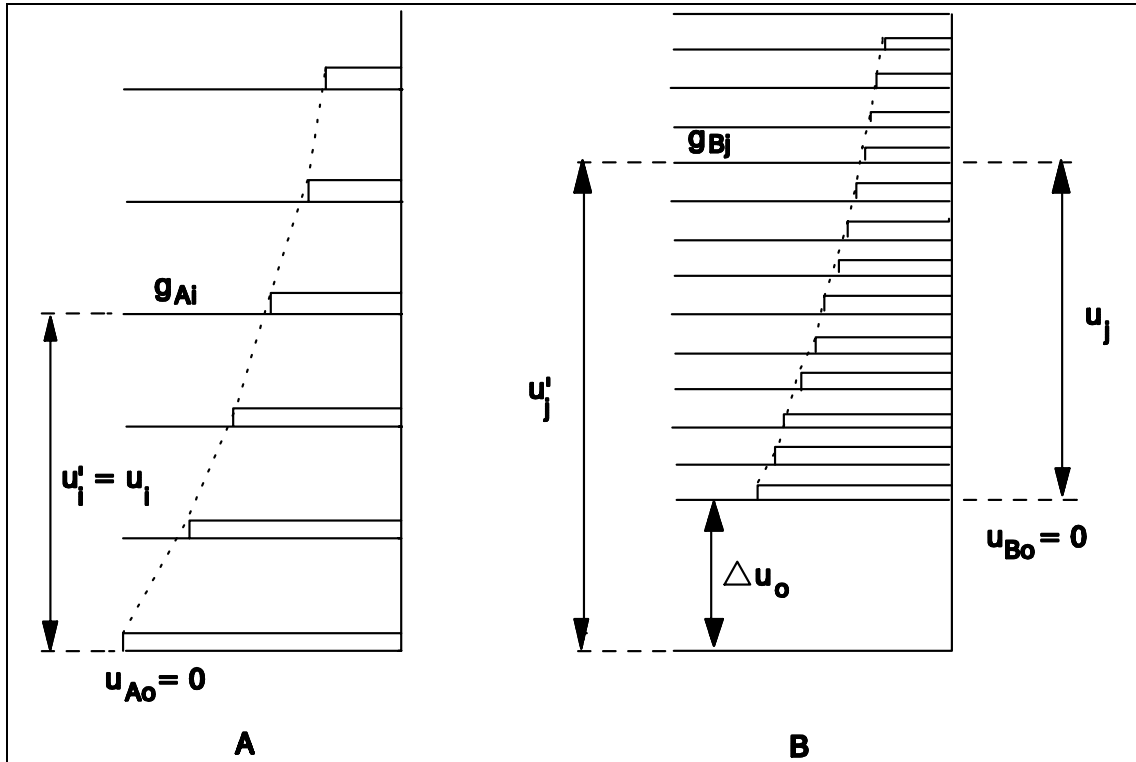 g_Ai
u'_i = u_i
u_Ao = 0
A
g_Bj
u'_j
u_j
u_Bo = 0
△u_o
B